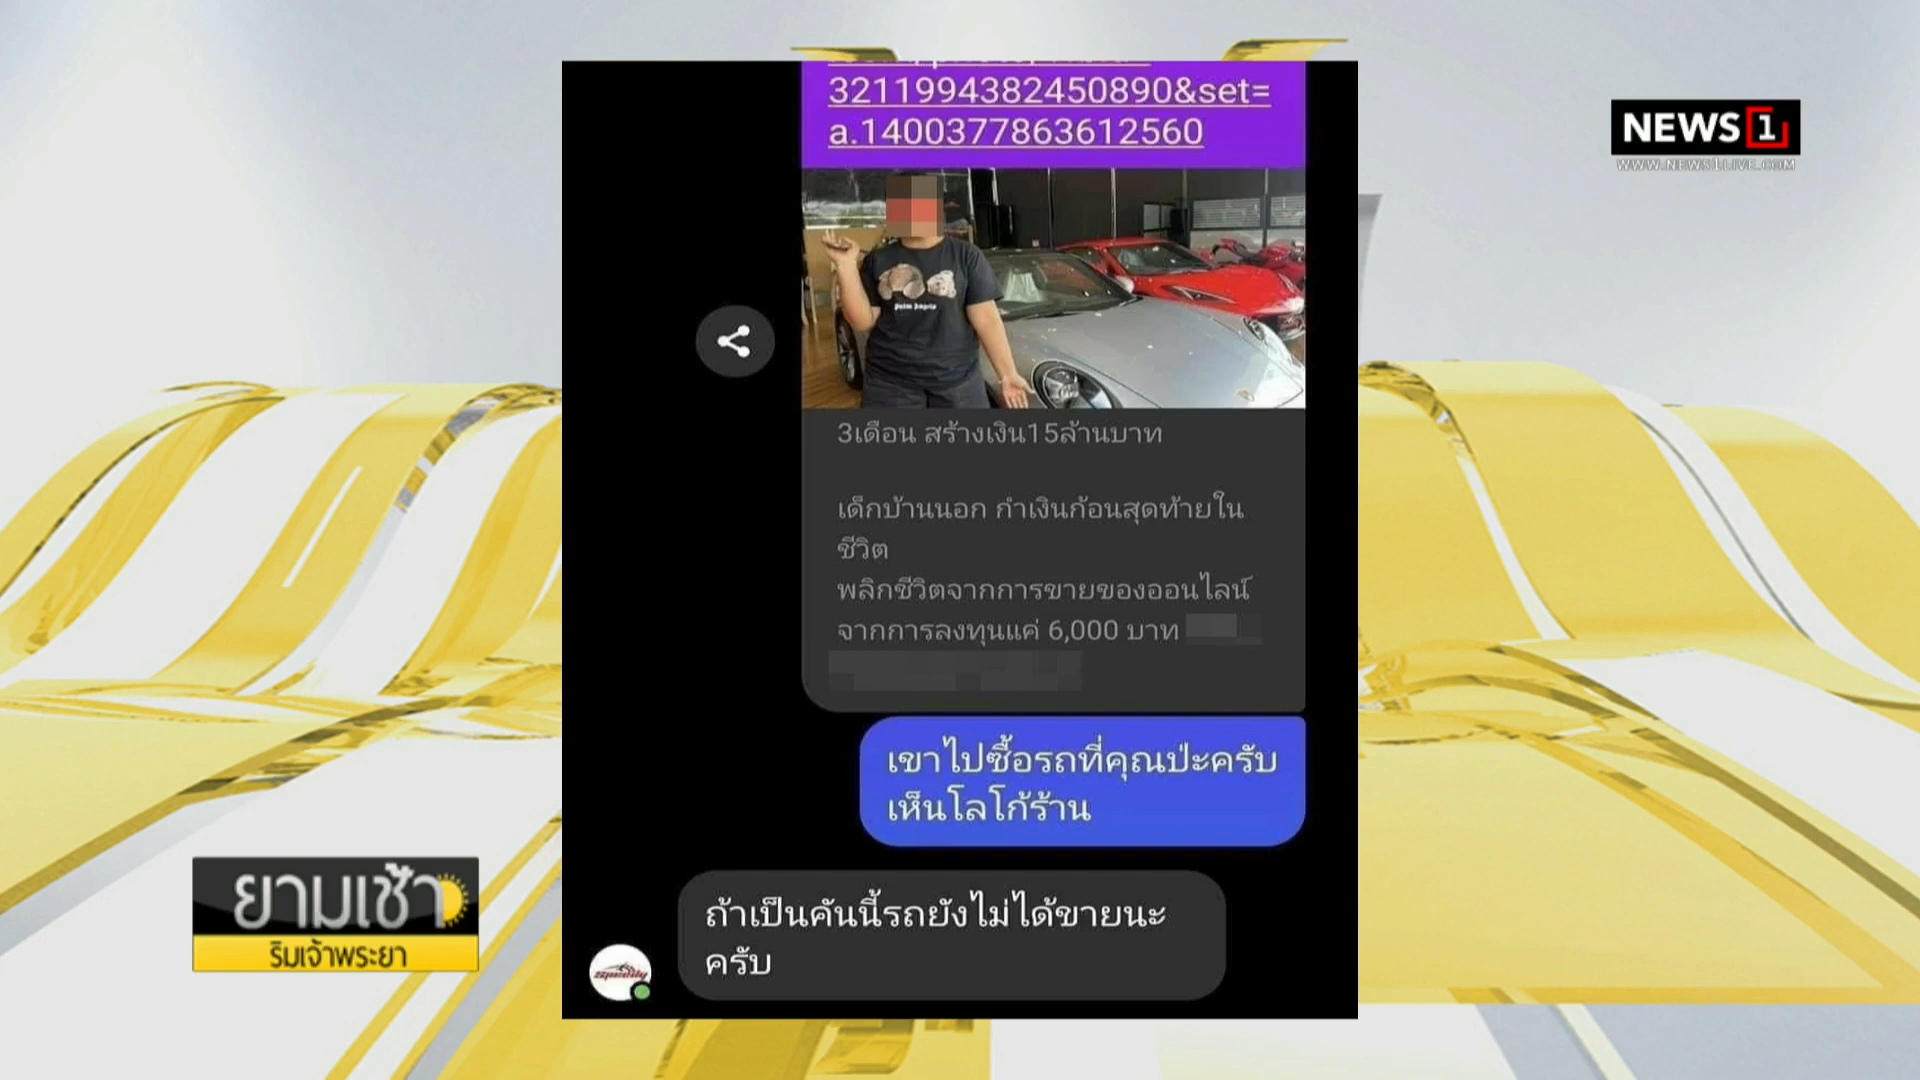 3211994382450890&set=
a.1400377863612560
NEWS 1
WWW.NEWS1LIVE.COM
Palm Angels
3เดือน สร้างเงิน15ล้านบาท
เด็กบ้านนอก กำเงินก้อนสุดท้ายใน
ชีวิต
พลิกชีวิตจากการขายของออนไลน์
จากการลงทุนแค่ 6,000 บาท
เขาไปซื้อรถที่คุณป่ะครับ
เห็นโลโก้ร้าน
ถ้าเป็นคันนี้รถยังไม่ได้ขายนะ
ครับ
Speedy
ยามเช้า
ริมเจ้าพระยา